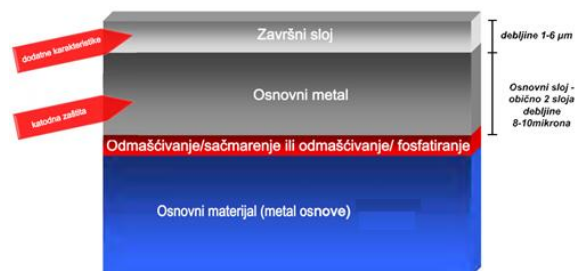 Završni sloj
debljine 1-6 µm
dodatne karakteristike
Osnovni metal
Osnovni sloj -
obično 2 sloja
debljine
8-10mikrona
katodna zaštita
Odmašćivanje/sačmarenje ili odmašćivanje/ fosfatiranje
Osnovni materijal (metal osnove)